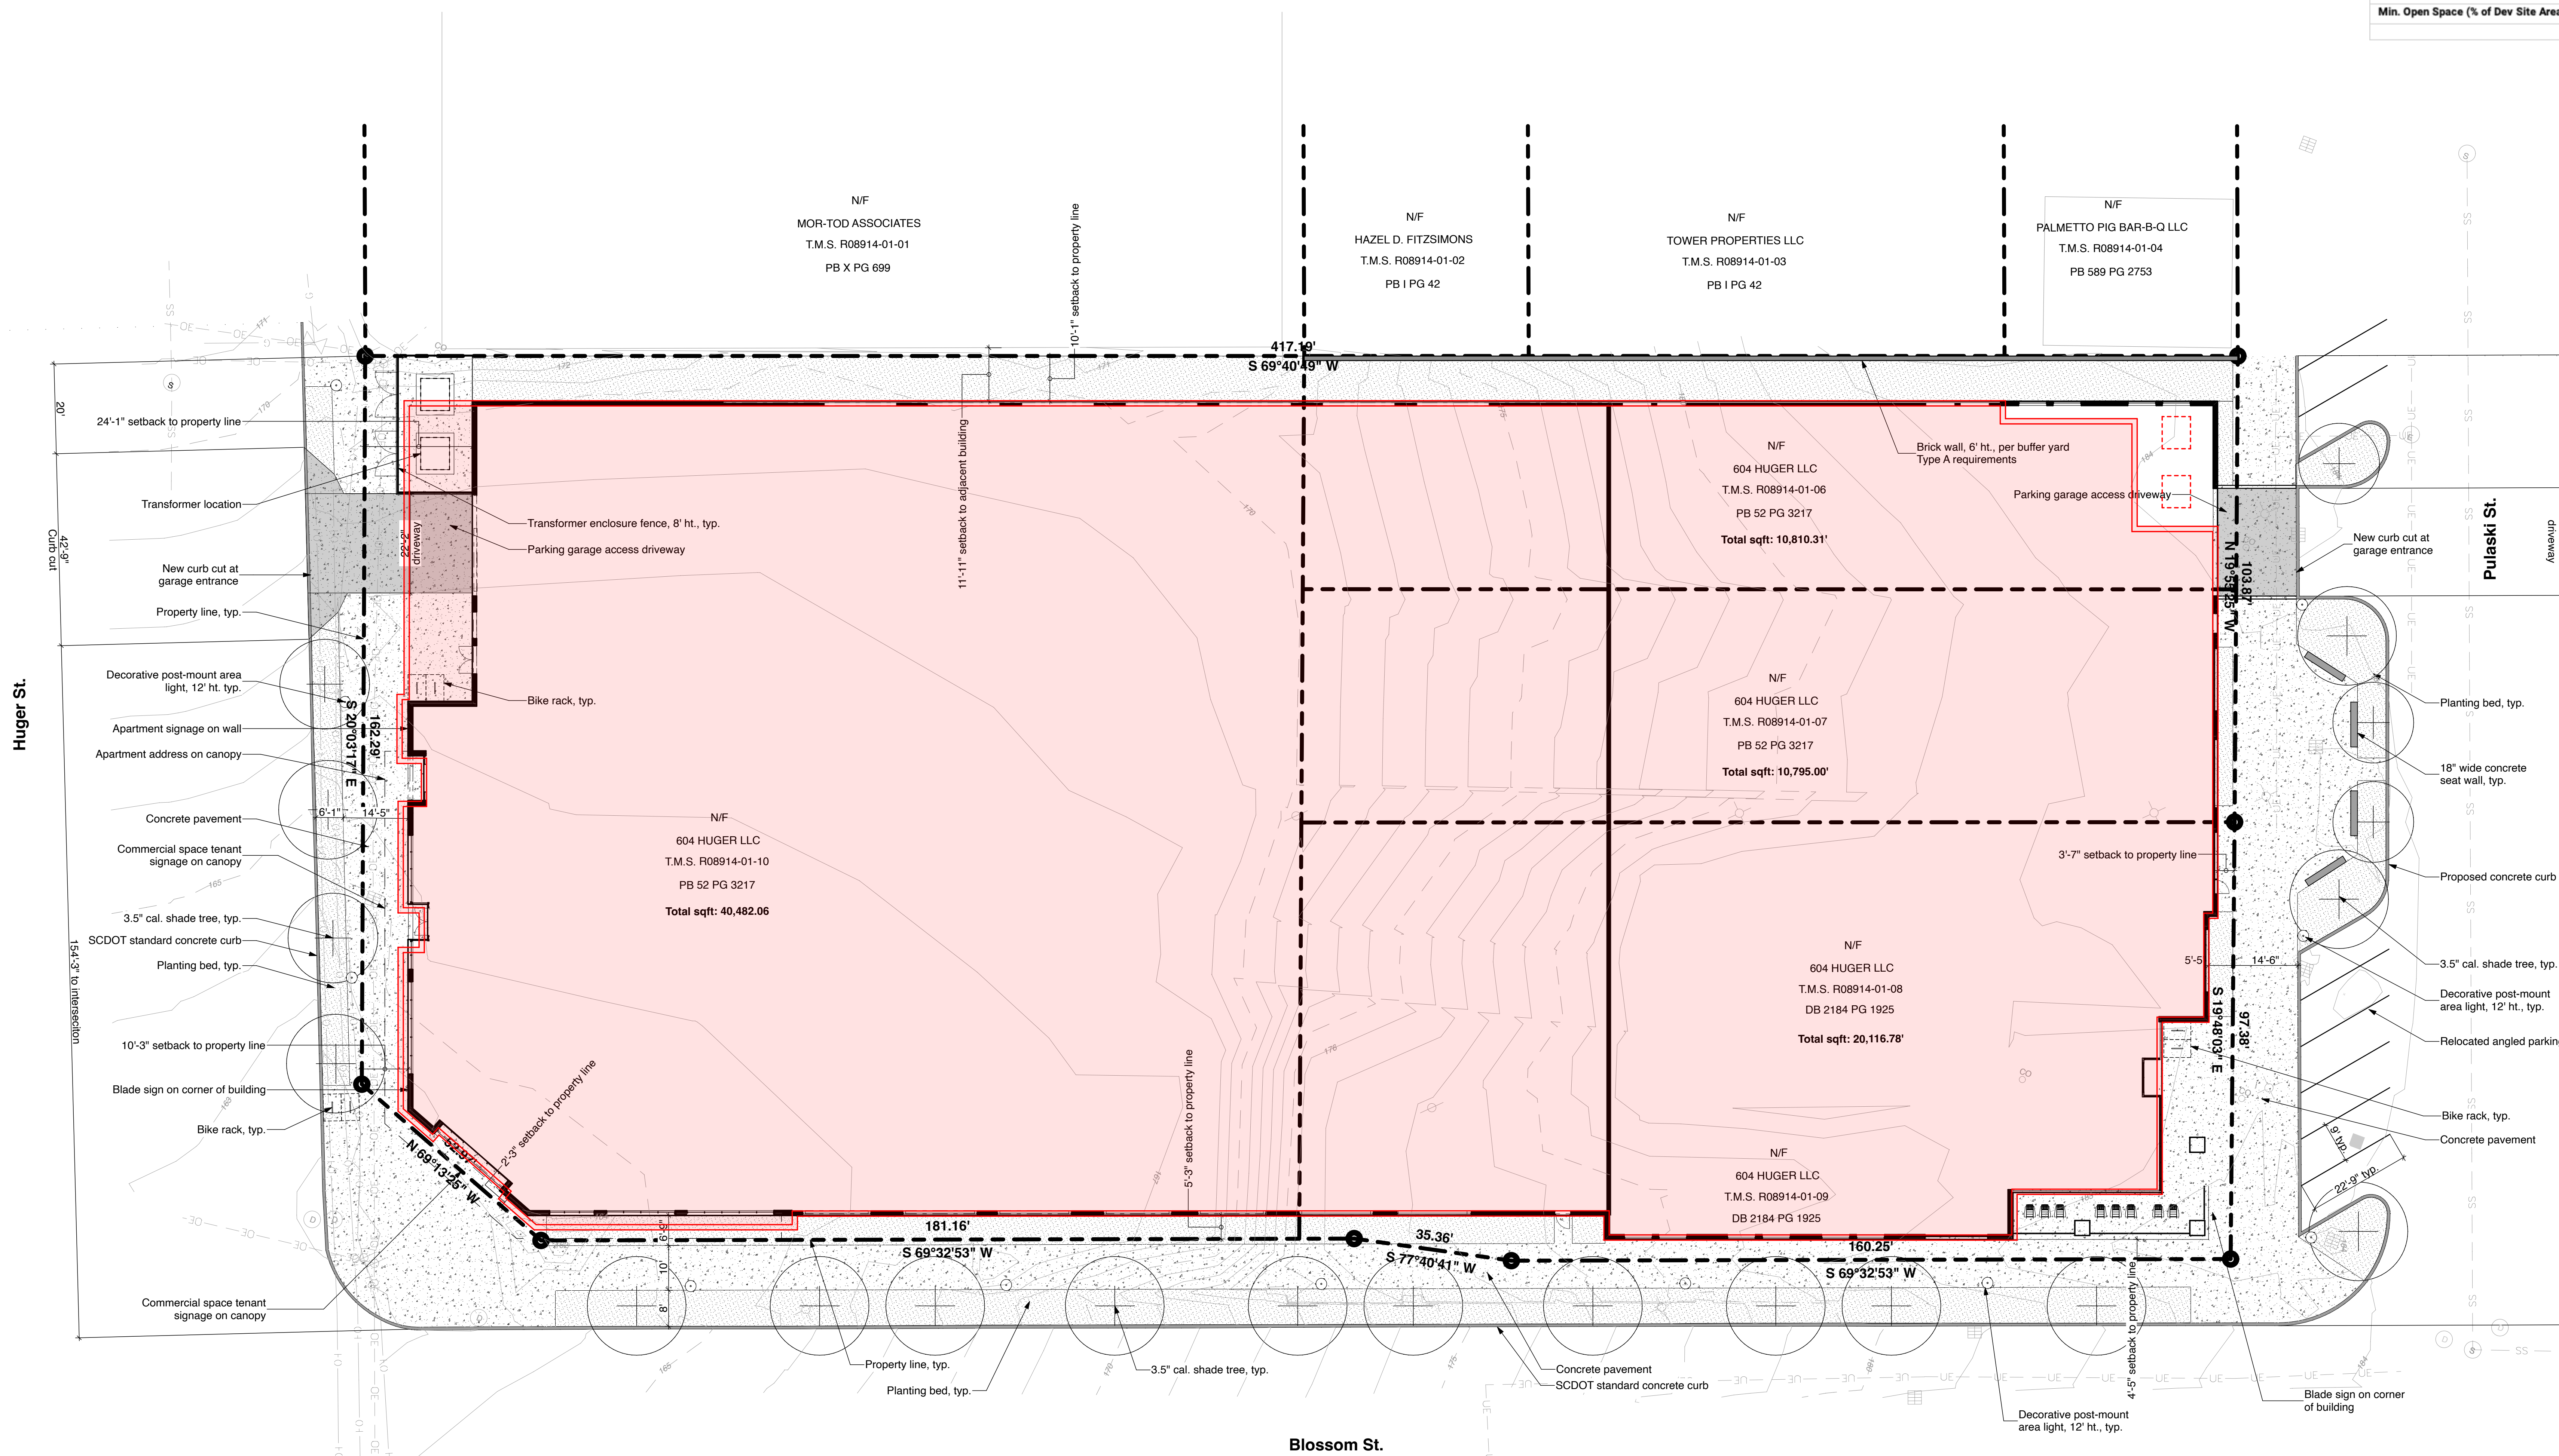 Min. Open Space (% of Dev Site Area
N/F
MOR-TOD ASSOCIATES
T.M.S. R08914-01-01
PB X PG 699
10'-1" setback to property line
N/F
HAZEL D. FITZSIMONS
T.M.S. R08914-01-02
PB I PG 42
N/F
TOWER PROPERTIES LLC
T.M.S. R08914-01-03
PB I PG 42
N/F
PALMETTO PIG BAR-B-Q LLC
T.M.S. R08914-01-04
PB 589 PG 2753
417.19'
S 69°40'49" W
20'
42'-9"
Curb cut
154'-3" to interseciton
Huger St.
24'-1" setback to property line
Transformer location
New curb cut at
garage entrance
Property line, typ.
Decorative post-mount area
light, 12' ht. typ.
Apartment signage on wall
Apartment address on canopy
Concrete pavement
Commercial space tenant
signage on canopy
3.5" cal. shade tree, typ.
SCDOT standard concrete curb
Planting bed, typ.
10'-3" setback to property line
Blade sign on corner of building
Bike rack, typ.
Commercial space tenant
signage on canopy
22'-2"
driveway
Transformer enclosure fence, 8' ht., typ.
Parking garage access driveway
Bike rack, typ.
162.29'
S 20°03'17" E
6'-1"
14'-5"
11'-11" setback to adjacent building
N/F
604 HUGER LLC
T.M.S. R08914-01-10
PB 52 PG 3217
Total sqft: 40,482.06
52.97'
N 69°13'25" W
2'-3" setback to property line
5'-3" setback to property line
N/F
604 HUGER LLC
T.M.S. R08914-01-06
PB 52 PG 3217
Total sqft: 10,810.31'
N/F
604 HUGER LLC
T.M.S. R08914-01-07
PB 52 PG 3217
Total sqft: 10,795.00'
N/F
604 HUGER LLC
T.M.S. R08914-01-08
DB 2184 PG 1925
Total sqft: 20,116.78'
N/F
604 HUGER LLC
T.M.S. R08914-01-09
DB 2184 PG 1925
Brick wall, 6' ht., per buffer yard
Type A requirements
Parking garage access driveway
103.87'
N 19°55'25" W
3'-7" setback to property line
5'-5
14'-6"
97.38'
S 19°48'03" E
Pulaski St.
driveway
New curb cut at
garage entrance
Planting bed, typ.
18" wide concrete
seat wall, typ.
Proposed concrete curb
3.5" cal. shade tree, typ.
Decorative post-mount
area light, 12' ht., typ.
Relocated angled parkin
Bike rack, typ.
Concrete pavement
9' typ.
22'-9" typ.
6'-9"
10'
8'
181.16'
S 69°32'53" W
35.36'
S 77°40'41" W
160.25'
S 69°32'53" W
4'-5" setback to property line
Property line, typ.
Planting bed, typ.
3.5" cal. shade tree, typ.
Concrete pavement
SCDOT standard concrete curb
Decorative post-mount
area light, 12' ht., typ.
Blade sign on corner
of building
Blossom St.